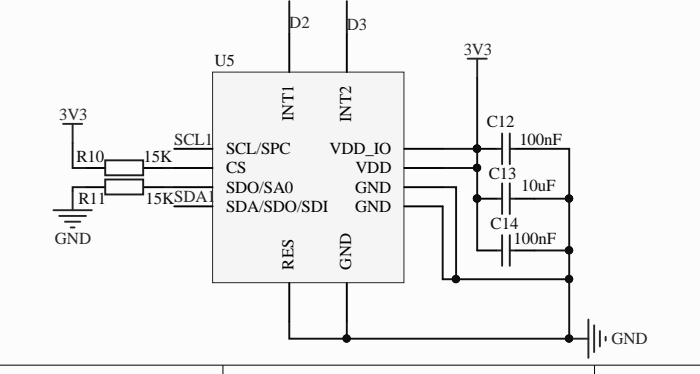 D2
D3
U5
3V3
INT1
INT2
3V3
C12
SCL1
SCL/SPC
VDD_IO
100nF
R10
15K
CS
VDD
C13
SDO/SA0
GND
10uF
R11
15K
SDA1
SDA/SDO/SDI
GND
C14
100nF
GND
RES
GND
GND